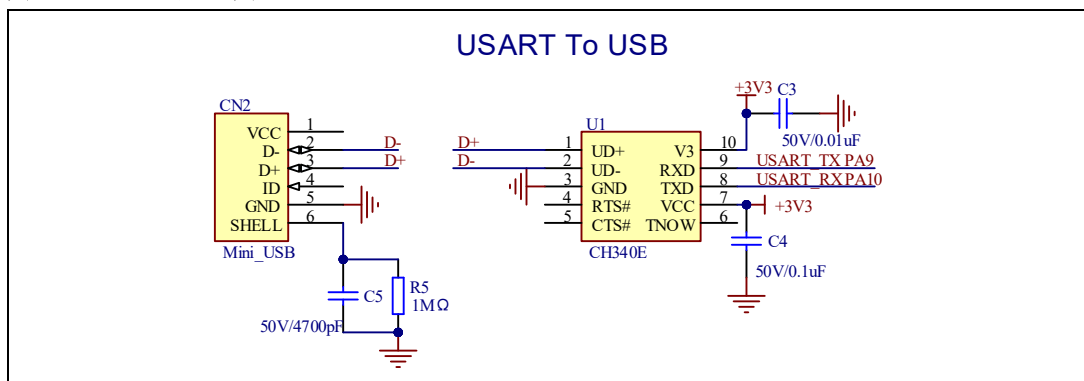 USART To USB
CN2
VCC 1
D- 2
D+ 3
ID 4
GND 5
SHELL 6
Mini_USB
D-
D+
C5
50V/4700pF
R5
1MΩ
D+
D-
U1
1 UD+ V3 10
2 UD- RXD 9
3 GND TXD 8
4 RTS# VCC 7
5 CTS# TNOW 6
CH340E
+3V3
C3
50V/0.01uF
USART_TX PA9
USART_RX PA10
+3V3
C4
50V/0.1uF